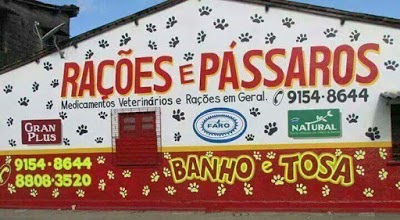 RAÇÕES E PÁSSAROS
Medicamentos Veterinários e Rações em Geral. 9154-8644
GRAN PLUS
FARO
NATURAL
9154-8644
8808-3520
BANHO e TOSA